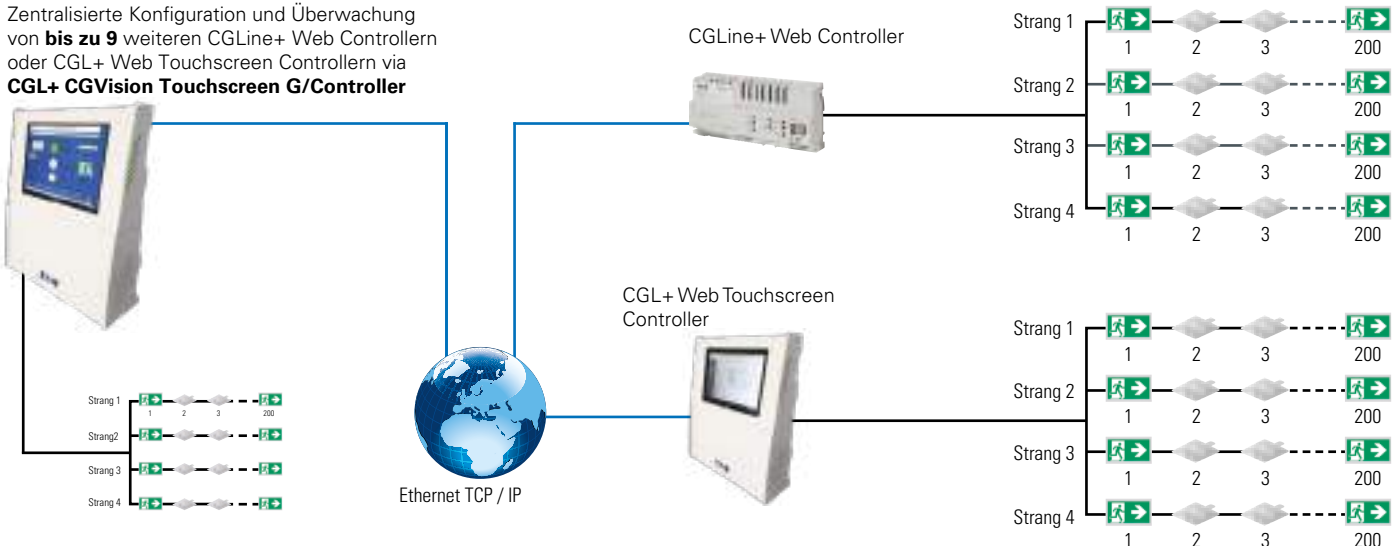 Zentralisierte Konfiguration und Überwachung
von bis zu 9 weiteren CGLine+ Web Controllern
oder CGL+ Web Touchscreen Controllern via
CGL+ CGVision Touchscreen G/Controller
CGLine+ Web Controller
Strang 1
1 2 3 200
Strang 2
1 2 3 200
Strang 3
1 2 3 200
Strang 4
1 2 3 200
CGL+ Web Touchscreen
Controller
Strang 1
1 2 3 200
Strang 2
1 2 3 200
Strang 3
1 2 3 200
Strang 4
1 2 3 200
Strang 1
1 2 3 200
Strang2
Strang 3
Strang 4
Ethernet TCP / IP